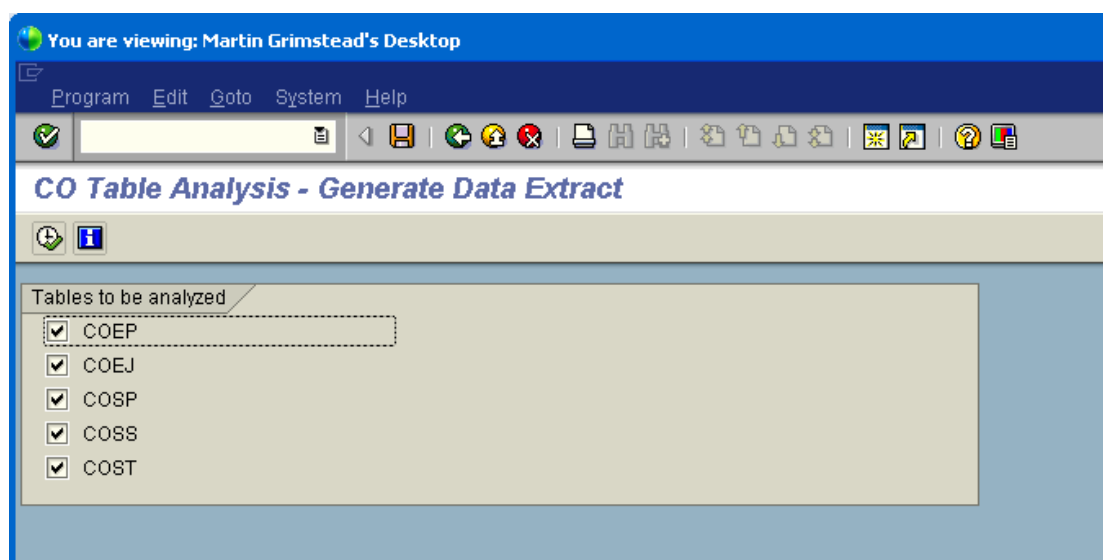 You are viewing: Martin Grimstead's Desktop
Program Edit Goto System Help
CO Table Analysis - Generate Data Extract
Tables to be analyzed
COEP
COEJ
COSP
COSS
COST